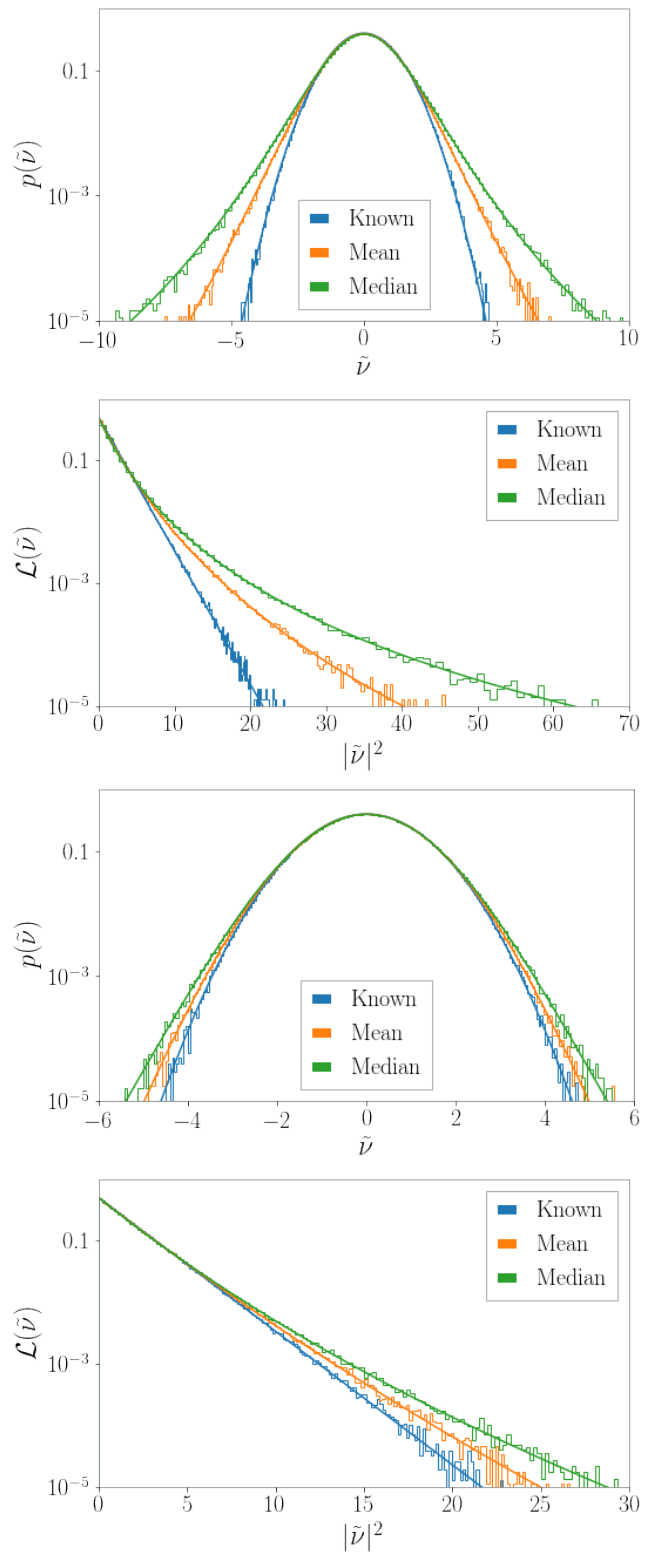 0.1
10⁻³
10⁻⁵
p(ν̃)
Known
Mean
Median
−10
−5
0
5
10
ν̃
0.1
10⁻³
10⁻⁵
ℒ(ν̃)
Known
Mean
Median
0
10
20
30
40
50
60
70
|ν̃|²
0.1
10⁻³
10⁻⁵
p(ν̃)
Known
Mean
Median
−6
−4
−2
0
2
4
6
ν̃
0.1
10⁻³
10⁻⁵
ℒ(ν̃)
Known
Mean
Median
0
5
10
15
20
25
30
|ν̃|²